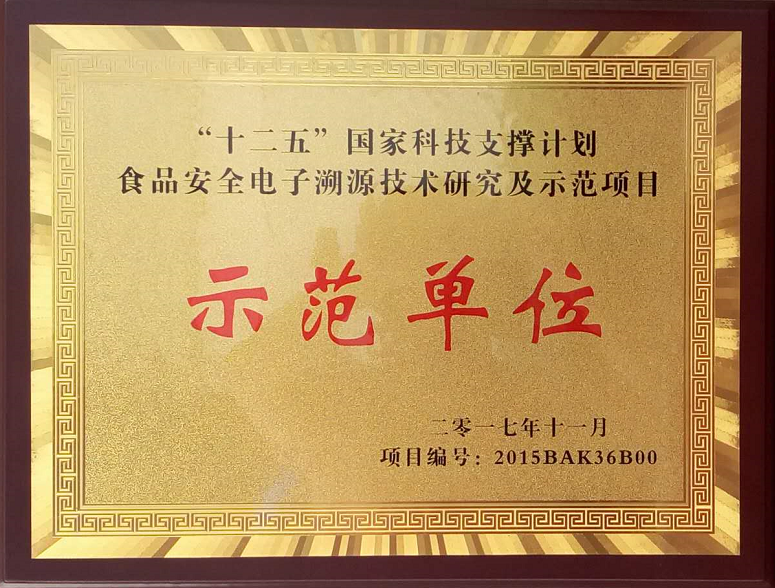 “十二五”国家科技支撑计划
食品安全电子溯源技术研究及示范项目
示范单位
二零一七年十一月
项目编号：2015BAK36B00